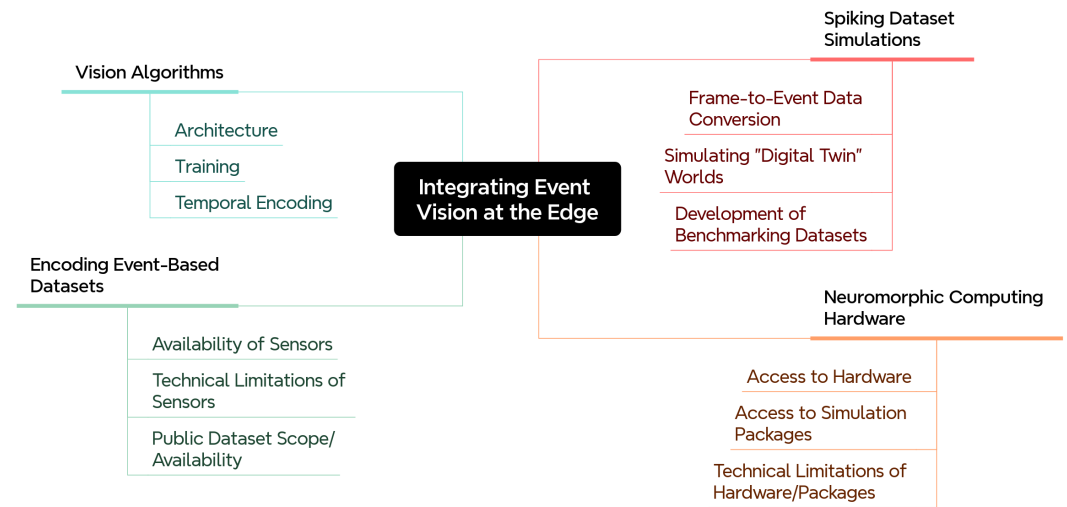 Integrating Event
Vision at the Edge
Vision Algorithms
Architecture
Training
Temporal Encoding
Encoding Event-Based
Datasets
Availability of Sensors
Technical Limitations of
Sensors
Public Dataset Scope/
Availability
Spiking Dataset
Simulations
Frame-to-Event Data
Conversion
Simulating "Digital Twin"
Worlds
Development of
Benchmarking Datasets
Neuromorphic Computing
Hardware
Access to Hardware
Access to Simulation
Packages
Technical Limitations of
Hardware/Packages